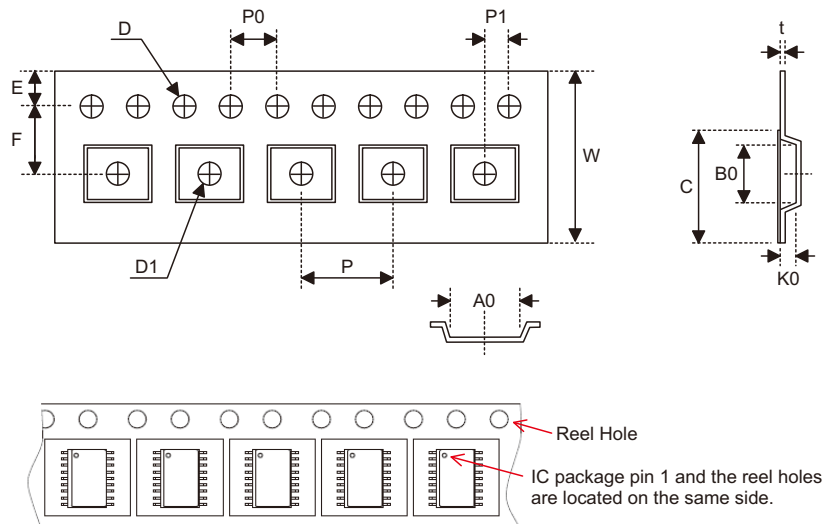 D
P0
P1
t
E
F
W
C
B0
D1
P
K0
A0
Reel Hole
IC package pin 1 and the reel holes
are located on the same side.